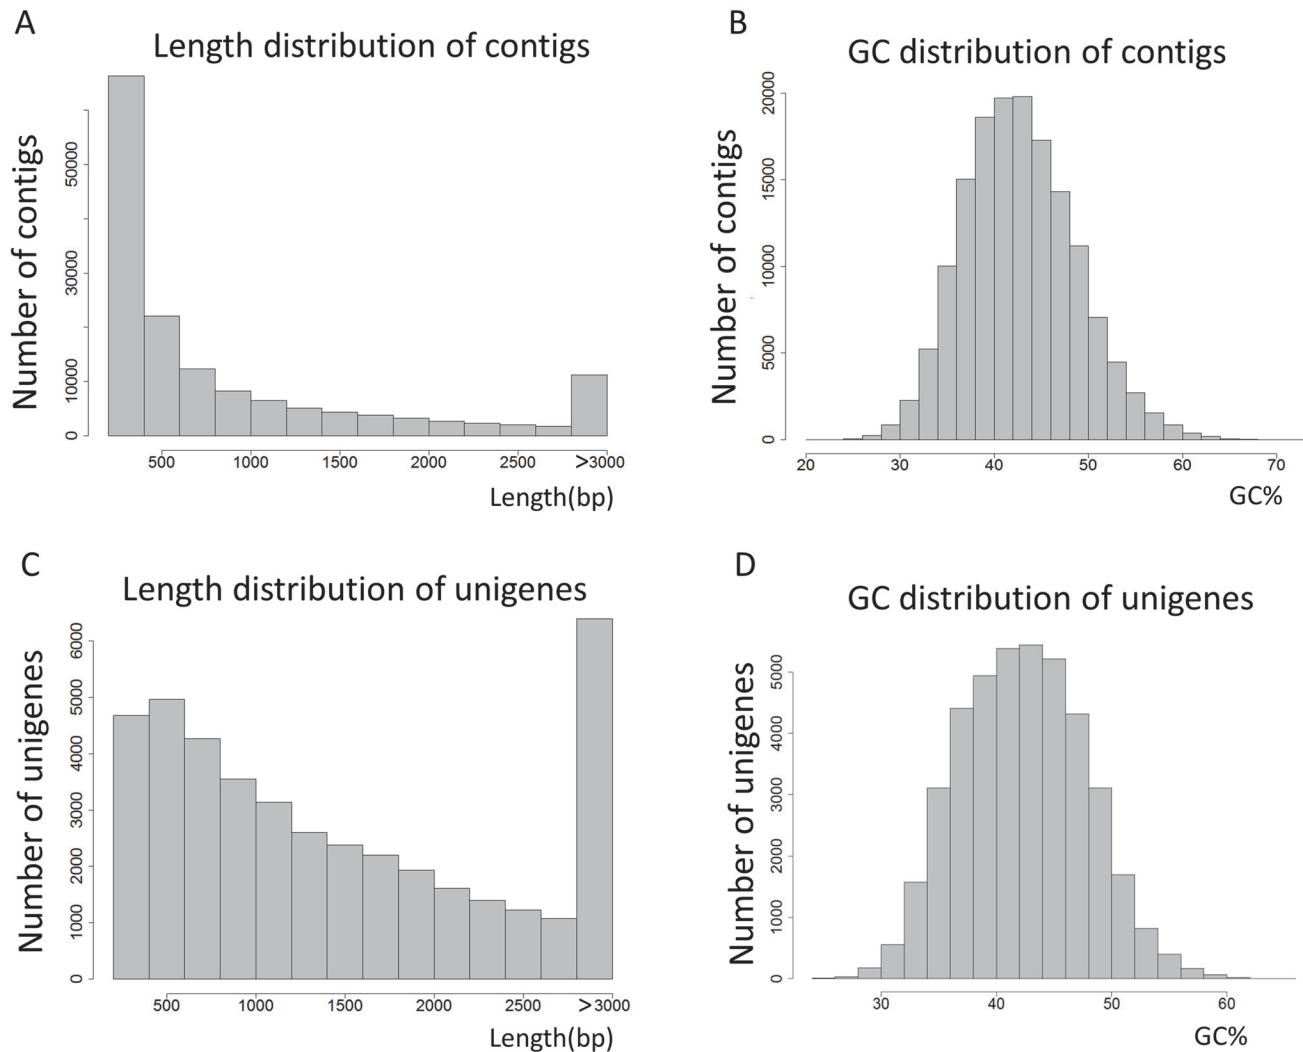 A
Length distribution of contigs
Number of contigs
50000
30000
10000
0
500 1000 1500 2000 2500 >3000
Length(bp)
B
GC distribution of contigs
Number of contigs
20000
15000
10000
5000
0
20 30 40 50 60 70
GC%
C
Length distribution of unigenes
Number of unigenes
6000
5000
4000
3000
2000
1000
0
500 1000 1500 2000 2500 >3000
Length(bp)
D
GC distribution of unigenes
Number of unigenes
5000
4000
3000
2000
1000
0
30 40 50 60
GC%